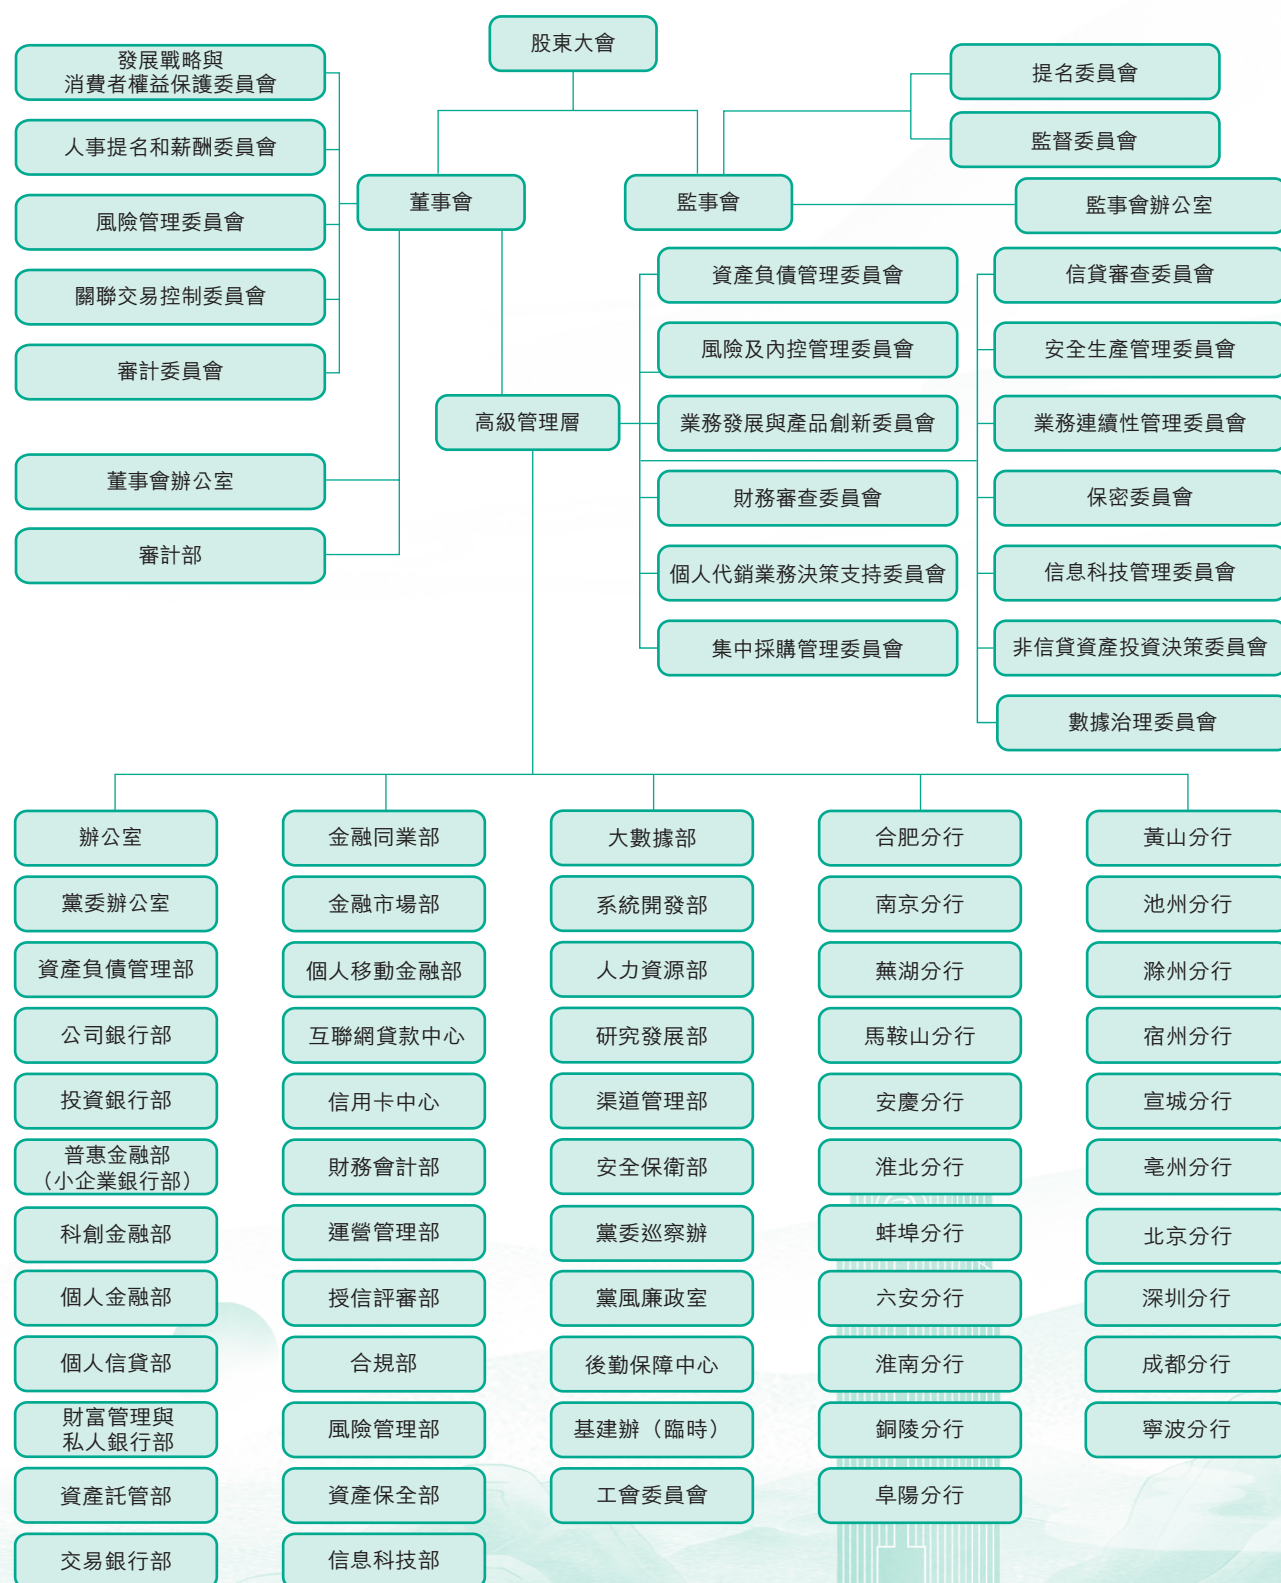 股東大會
發展戰略與
消費者權益保護委員會
人事提名和薪酬委員會
風險管理委員會
關聯交易控制委員會
審計委員會
董事會
監事會
提名委員會
監督委員會
監事會辦公室
董事會辦公室
審計部
高級管理層
資產負債管理委員會
風險及內控管理委員會
業務發展與產品創新委員會
財務審查委員會
個人代銷業務決策支持委員會
集中採購管理委員會
信貸審查委員會
安全生產管理委員會
業務連續性管理委員會
保密委員會
信息科技管理委員會
非信貸資產投資決策委員會
數據治理委員會
辦公室
黨委辦公室
資產負債管理部
公司銀行部
投資銀行部
普惠金融部
（小企業銀行部）
科創金融部
個人金融部
個人信貸部
財富管理與
私人銀行部
資產託管部
交易銀行部
金融同業部
金融市場部
個人移動金融部
互聯網貸款中心
信用卡中心
財務會計部
運營管理部
授信評審部
合規部
風險管理部
資產保全部
信息科技部
大數據部
系統開發部
人力資源部
研究發展部
渠道管理部
安全保衛部
黨委巡察辦
黨風廉政室
後勤保障中心
基建辦（臨時）
工會委員會
合肥分行
南京分行
蕪湖分行
馬鞍山分行
安慶分行
淮北分行
蚌埠分行
六安分行
淮南分行
銅陵分行
阜陽分行
黃山分行
池州分行
滁州分行
宿州分行
宣城分行
亳州分行
北京分行
深圳分行
成都分行
寧波分行